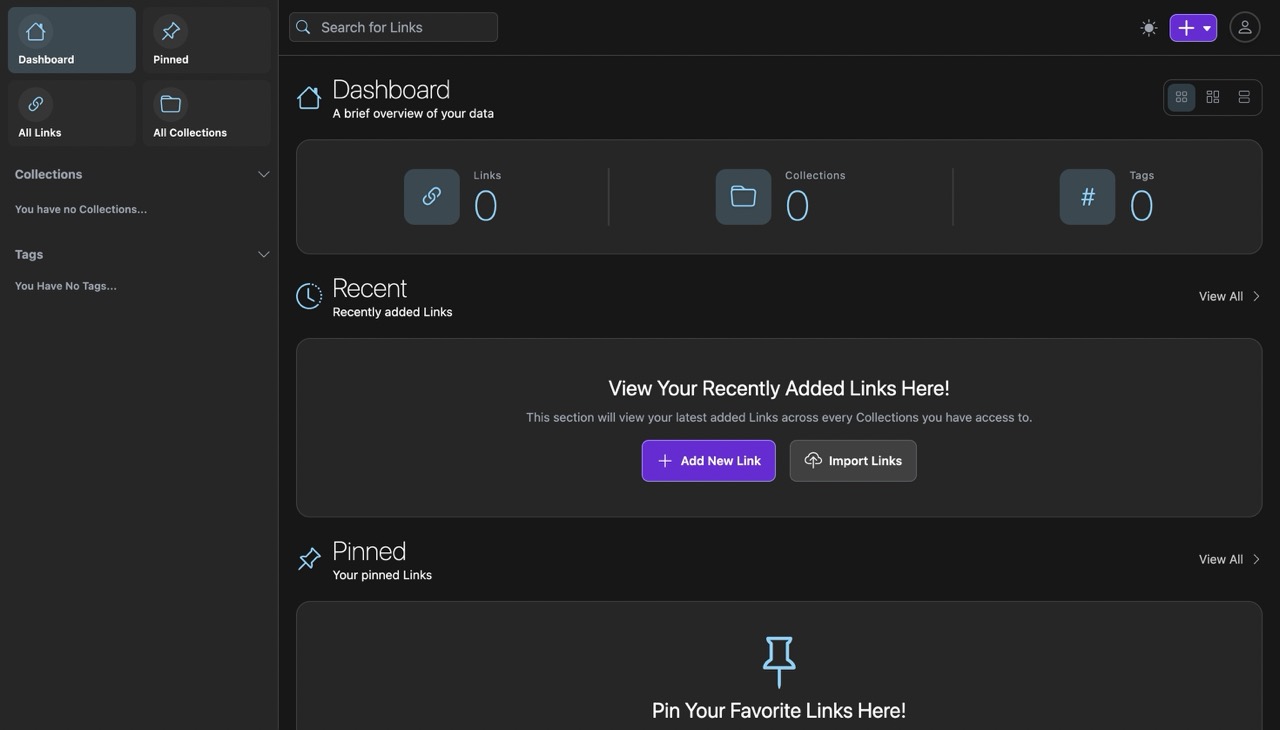 Dashboard
Pinned
All Links
All Collections
Collections
You have no Collections...
Tags
You Have No Tags...
Search for Links
Dashboard
A brief overview of your data
Links
0
Collections
0
#
Tags
0
Recent
Recently added Links
View All
View Your Recently Added Links Here!
This section will view your latest added Links across every Collections you have access to.
Add New Link
Import Links
Pinned
Your pinned Links
View All
Pin Your Favorite Links Here!